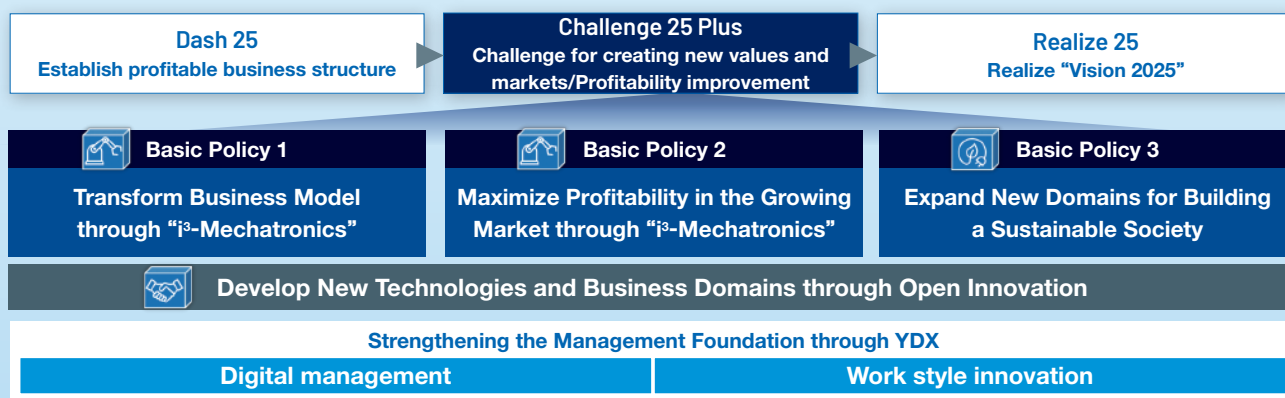 Dash 25
Establish profitable business structure
Challenge 25 Plus
Challenge for creating new values and
markets/Profitability improvement
Realize 25
Realize “Vision 2025”
Basic Policy 1
Transform Business Model
through “i³-Mechatronics”
Basic Policy 2
Maximize Profitability in the Growing
Market through “i³-Mechatronics”
Basic Policy 3
Expand New Domains for Building
a Sustainable Society
Develop New Technologies and Business Domains through Open Innovation
Strengthening the Management Foundation through YDX
Digital management
Work style innovation